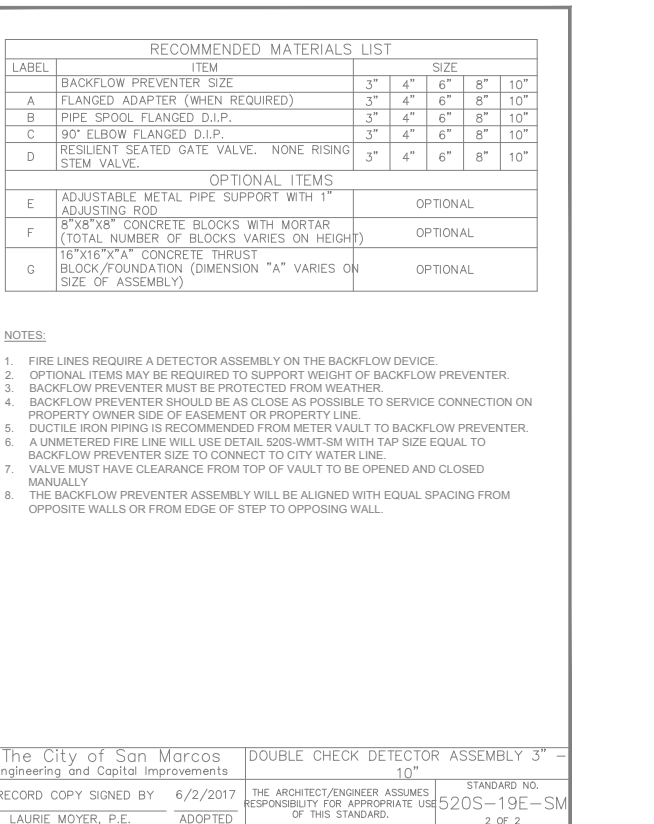 RECOMMENDED MATERIALS LIST
LABEL ITEM SIZE
BACKFLOW PREVENTER SIZE 3" 4" 6" 8" 10"
A FLANGED ADAPTER (WHEN REQUIRED) 3" 4" 6" 8" 10"
B PIPE SPOOL FLANGED D.I.P. 3" 4" 6" 8" 10"
C 90° ELBOW FLANGED D.I.P. 3" 4" 6" 8" 10"
D RESILIENT SEATED GATE VALVE. NONE RISING
STEM VALVE. 3" 4" 6" 8" 10"
OPTIONAL ITEMS
E ADJUSTABLE METAL PIPE SUPPORT WITH 1"
ADJUSTING ROD OPTIONAL
F 8"X8"X8" CONCRETE BLOCKS WITH MORTAR
(TOTAL NUMBER OF BLOCKS VARIES ON HEIGHT) OPTIONAL
16"X16"X"A" CONCRETE THRUST
G BLOCK/FOUNDATION (DIMENSION "A" VARIES ON OPTIONAL
SIZE OF ASSEMBLY)
NOTES:
1. FIRE LINES REQUIRE A DETECTOR ASSEMBLY ON THE BACKFLOW DEVICE.
2. OPTIONAL ITEMS MAY BE REQUIRED TO SUPPORT WEIGHT OF BACKFLOW PREVENTER.
3. BACKFLOW PREVENTER MUST BE PROTECTED FROM WEATHER.
4. BACKFLOW PREVENTER SHOULD BE AS CLOSE AS POSSIBLE TO SERVICE CONNECTION ON
PROPERTY OWNER SIDE OF EASEMENT OR PROPERTY LINE.
5. DUCTILE IRON PIPING IS RECOMMENDED FROM METER VAULT TO BACKFLOW PREVENTER.
6. A UNMETERED FIRE LINE WILL USE DETAIL 520S-WMT-SM WITH TAP SIZE EQUAL TO
BACKFLOW PREVENTER SIZE TO CONNECT TO CITY WATER LINE.
7. VALVE MUST HAVE CLEARANCE FROM TOP OF VAULT TO BE OPENED AND CLOSED
MANUALLY
8. THE BACKFLOW PREVENTER ASSEMBLY WILL BE ALIGNED WITH EQUAL SPACING FROM
OPPOSITE WALLS OR FROM EDGE OF STEP TO OPPOSING WALL.
The City of San Marcos
ngineering and Capital Improvements
DOUBLE CHECK DETECTOR ASSEMBLY 3" –
10"
RECORD COPY SIGNED BY 6/2/2017
LAURIE MOYER, P.E. ADOPTED
THE ARCHITECT/ENGINEER ASSUMES
RESPONSIBILITY FOR APPROPRIATE USE
OF THIS STANDARD.
STANDARD NO.
520S-19E-SM
2 OF 2